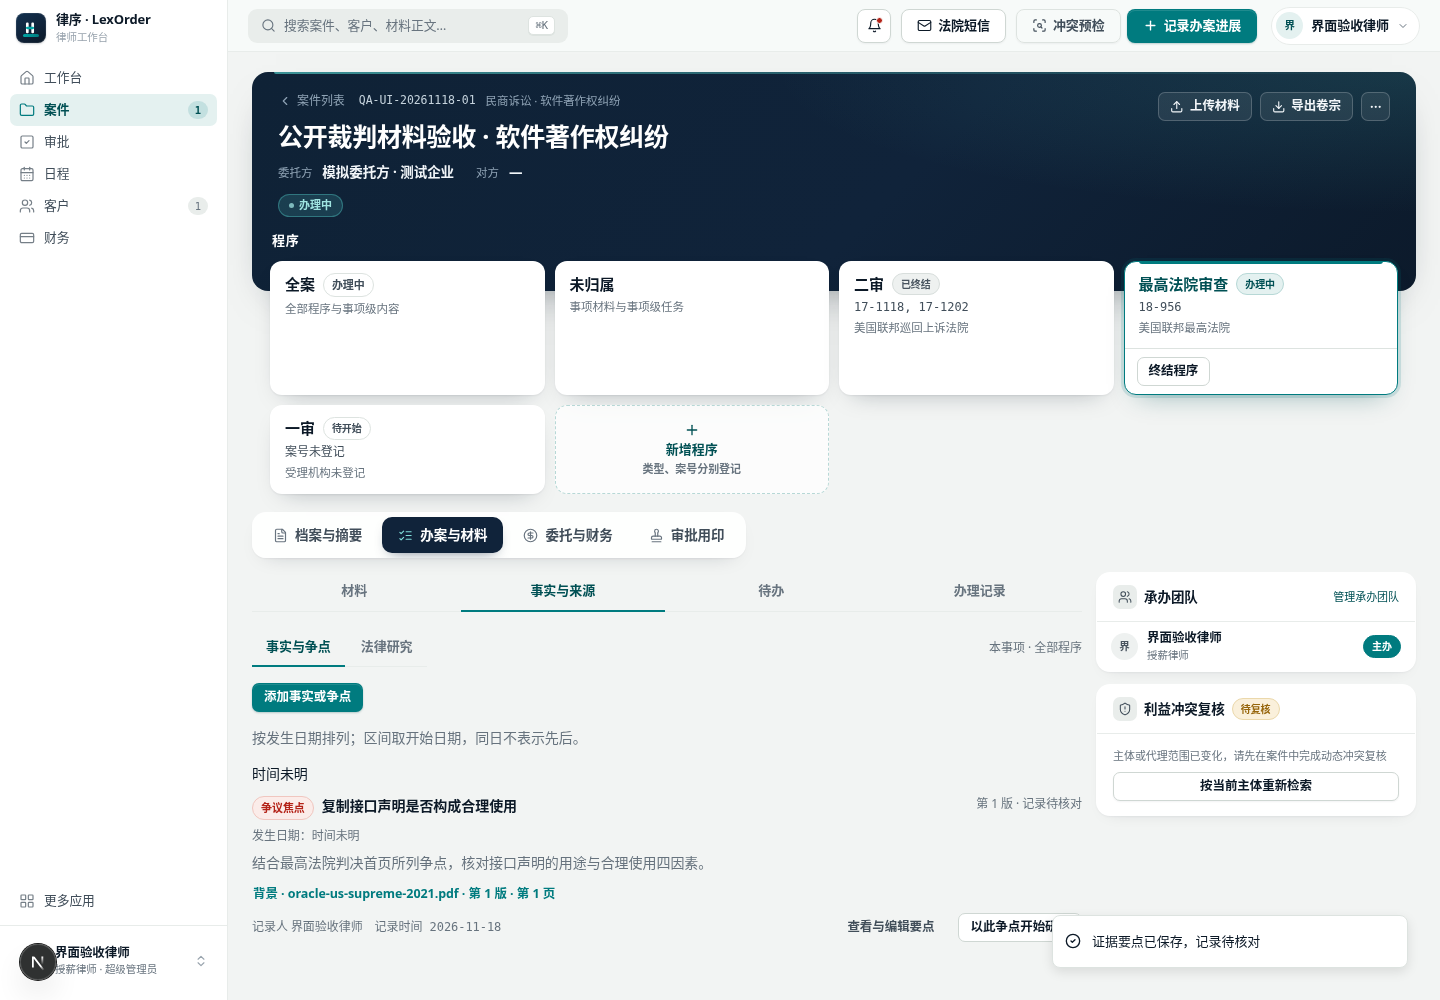 律序 · LexOrder
律师工作台
搜索案件、客户、材料正文...
⌘K
法院短信
冲突预检
记录办案进展
界
界面验收律师
工作台
案件
1
审批
日程
客户
1
财务
更多应用
N
界面验收律师
授薪律师 · 超级管理员
案件列表
QA-UI-20261118-01
民商诉讼 · 软件著作权纠纷
上传材料
导出卷宗
...
公开裁判材料验收 · 软件著作权纠纷
委托方 模拟委托方 · 测试企业 对方 —
办理中
程序
全案 办理中
全部程序与事项级内容
未归属
事项材料与事项级任务
二审 已终结
17-1118, 17-1202
美国联邦巡回上诉法院
最高法院审查 办理中
18-956
美国联邦最高法院
终结程序
一审 待开始
案号未登记
受理机构未登记
新增程序
类型、案号分别登记
档案与摘要
办案与材料
委托与财务
审批用印
材料
事实与来源
待办
办理记录
事实与争点
法律研究
本事项 · 全部程序
添加事实或争点
按发生日期排列；区间取开始日期，同日不表示先后。
时间未明
争议焦点 复制接口声明是否构成合理使用
第 1 版 · 记录待核对
发生日期：时间未明
结合最高法院判决首页所列争点，核对接口声明的用途与合理使用四因素。
背景 · oracle-us-supreme-2021.pdf · 第 1 版 · 第 1 页
记录人 界面验收律师 记录时间 2026-11-18
查看与编辑要点
以此争点开始研
承办团队
管理承办团队
界
界面验收律师
授薪律师
主办
利益冲突复核 待复核
主体或代理范围已变化，请先在案件中完成动态冲突复核
按当前主体重新检索
证据要点已保存，记录待核对